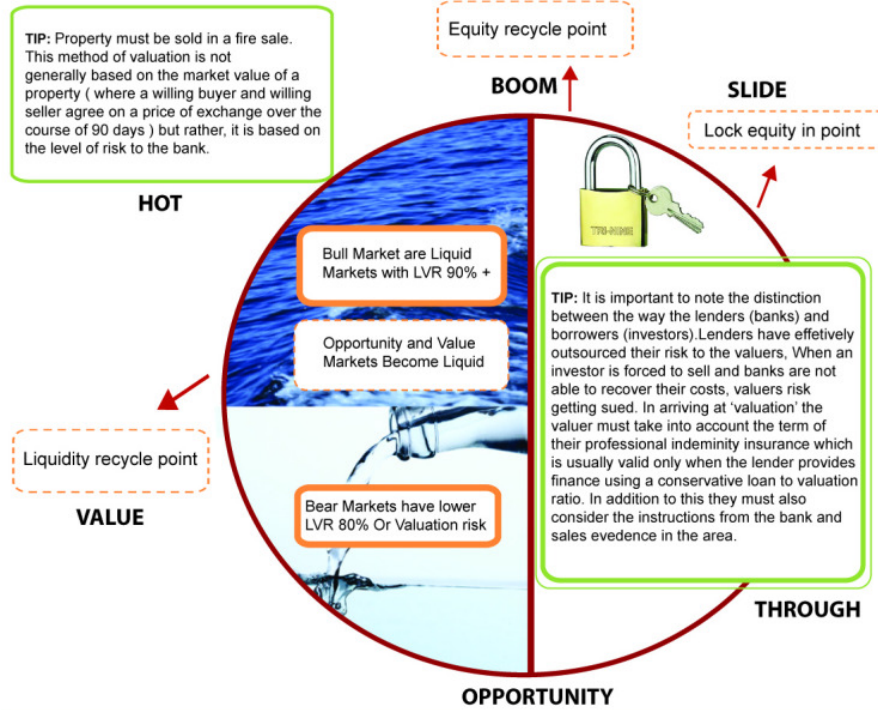 TIP: Property must be sold in a fire sale.
This method of valuation is not
generally based on the market value of a
property ( where a willing buyer and willing
seller agree on a price of exchange over the
course of 90 days ) but rather, it is based on
the level of risk to the bank.
HOT
Equity recycle point
BOOM
SLIDE
Lock equity in point
TRI-NINE
Bull Market are Liquid
Markets with LVR 90% +
Opportunity and Value
Markets Become Liquid
TIP: It is important to note the distinction
between the way the lenders (banks) and
borrowers (investors).Lenders have effetively
outsourced their risk to the valuers, When an
investor is forced to sell and banks are not
able to recover their costs, valuers risk
getting sued. In arriving at ‘valuation’ the
valuer must take into account the term of
their professional indeminity insurance which
is usually valid only when the lender provides
finance using a conservative loan to valuation
ratio. In addition to this they must also
consider the instructions from the bank and
sales evedence in the area.
Liquidity recycle point
VALUE
Bear Markets have lower
LVR 80% Or Valuation risk
THROUGH
OPPORTUNITY